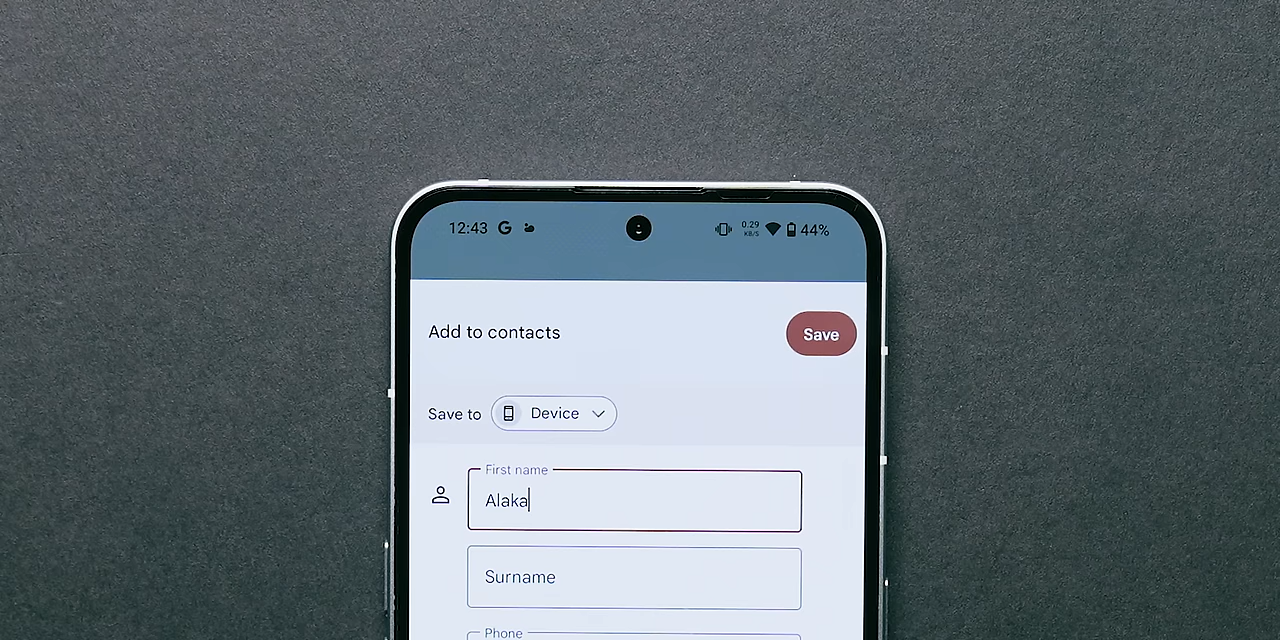 12:43 G 0.29 KB/S 44%
Add to contacts
Save
Save to Device
First name
Alaka
Surname
Phone